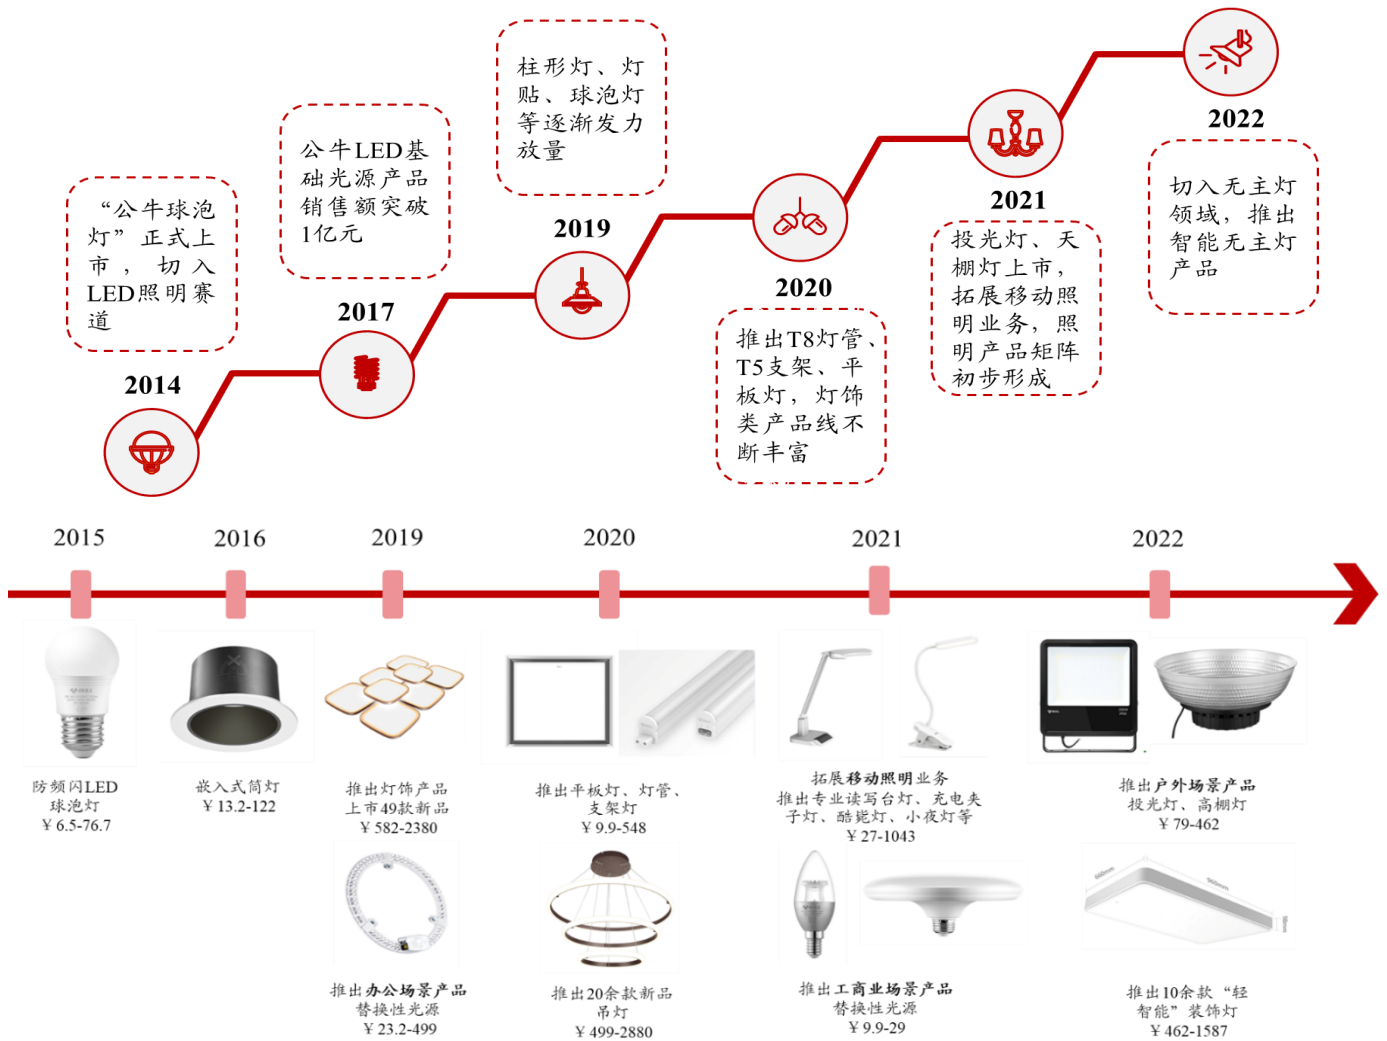 柱形灯、灯
贴、球泡灯
等逐渐发力
放量
2019
公牛LED基
础光源产品
销售额突破
1亿元
2017
“公牛球泡
灯”正式上
市，切入
LED照明赛
道
2014
2020
推出T8灯管、
T5支架、平
板灯，灯饰
类产品线不
断丰富
2021
投光灯、天
棚灯上市，
拓展移动照
明业务，照
明产品矩阵
初步形成
2022
切入无主灯
领域，推出
智能无主灯
产品
2015
2016
2019
2020
2021
2022
防频闪LED
球泡灯
￥6.5-76.7
嵌入式筒灯
￥13.2-122
推出灯饰产品
上市49款新品
￥582-2380
推出平板灯、灯管、
支架灯
￥9.9-548
拓展移动照明业务
推出专业读写台灯、充电夹
子灯、酷毙灯、小夜灯等
￥27-1043
推出户外场景产品
投光灯、高棚灯
￥79-462
660mm
960mm
推出办公场景产品
替换性光源
￥23.2-499
推出20余款新品
吊灯
￥499-2880
推出工商业场景产品
替换性光源
￥9.9-29
推出10余款“轻
智能”装饰灯
￥462-1587